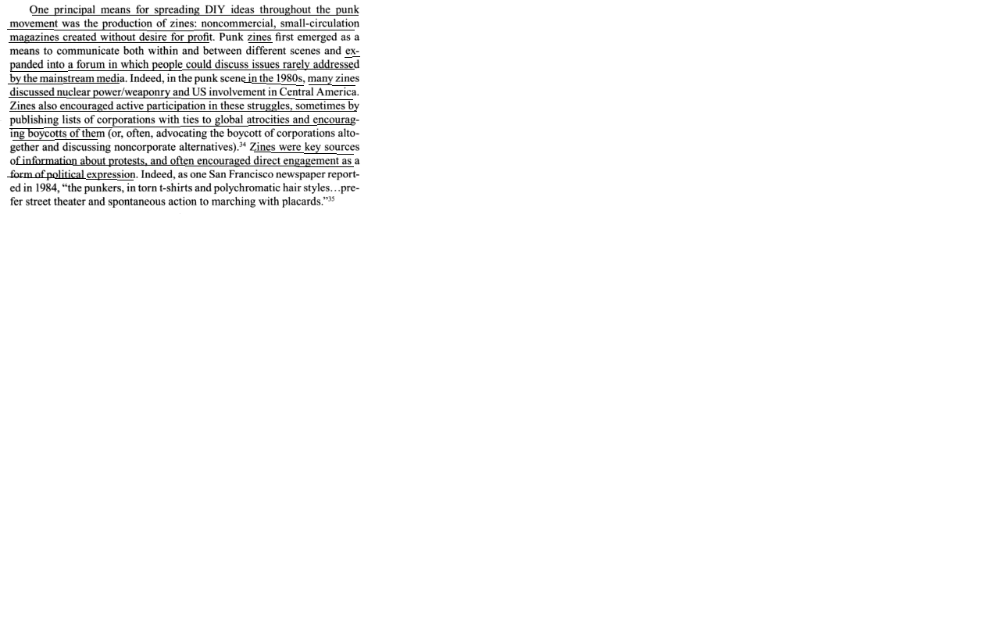 One principal means for spreading DIY ideas throughout the punk
movement was the production of zines: noncommercial, small-circulation
magazines created without desire for profit. Punk zines first emerged as a
means to communicate both within and between different scenes and ex-
panded into a forum in which people could discuss issues rarely addressed
by the mainstream media. Indeed, in the punk scene in the 1980s, many zines
discussed nuclear power/weaponry and US involvement in Central America.
Zines also encouraged active participation in these struggles, sometimes by
publishing lists of corporations with ties to global atrocities and encourag-
ing boycotts of them (or, often, advocating the boycott of corporations alto-
gether and discussing noncorporate alternatives).³⁴ Zines were key sources
of information about protests, and often encouraged direct engagement as a
form of political expression. Indeed, as one San Francisco newspaper report-
ed in 1984, “the punkers, in torn t-shirts and polychromatic hair styles…pre-
fer street theater and spontaneous action to marching with placards.”³⁵